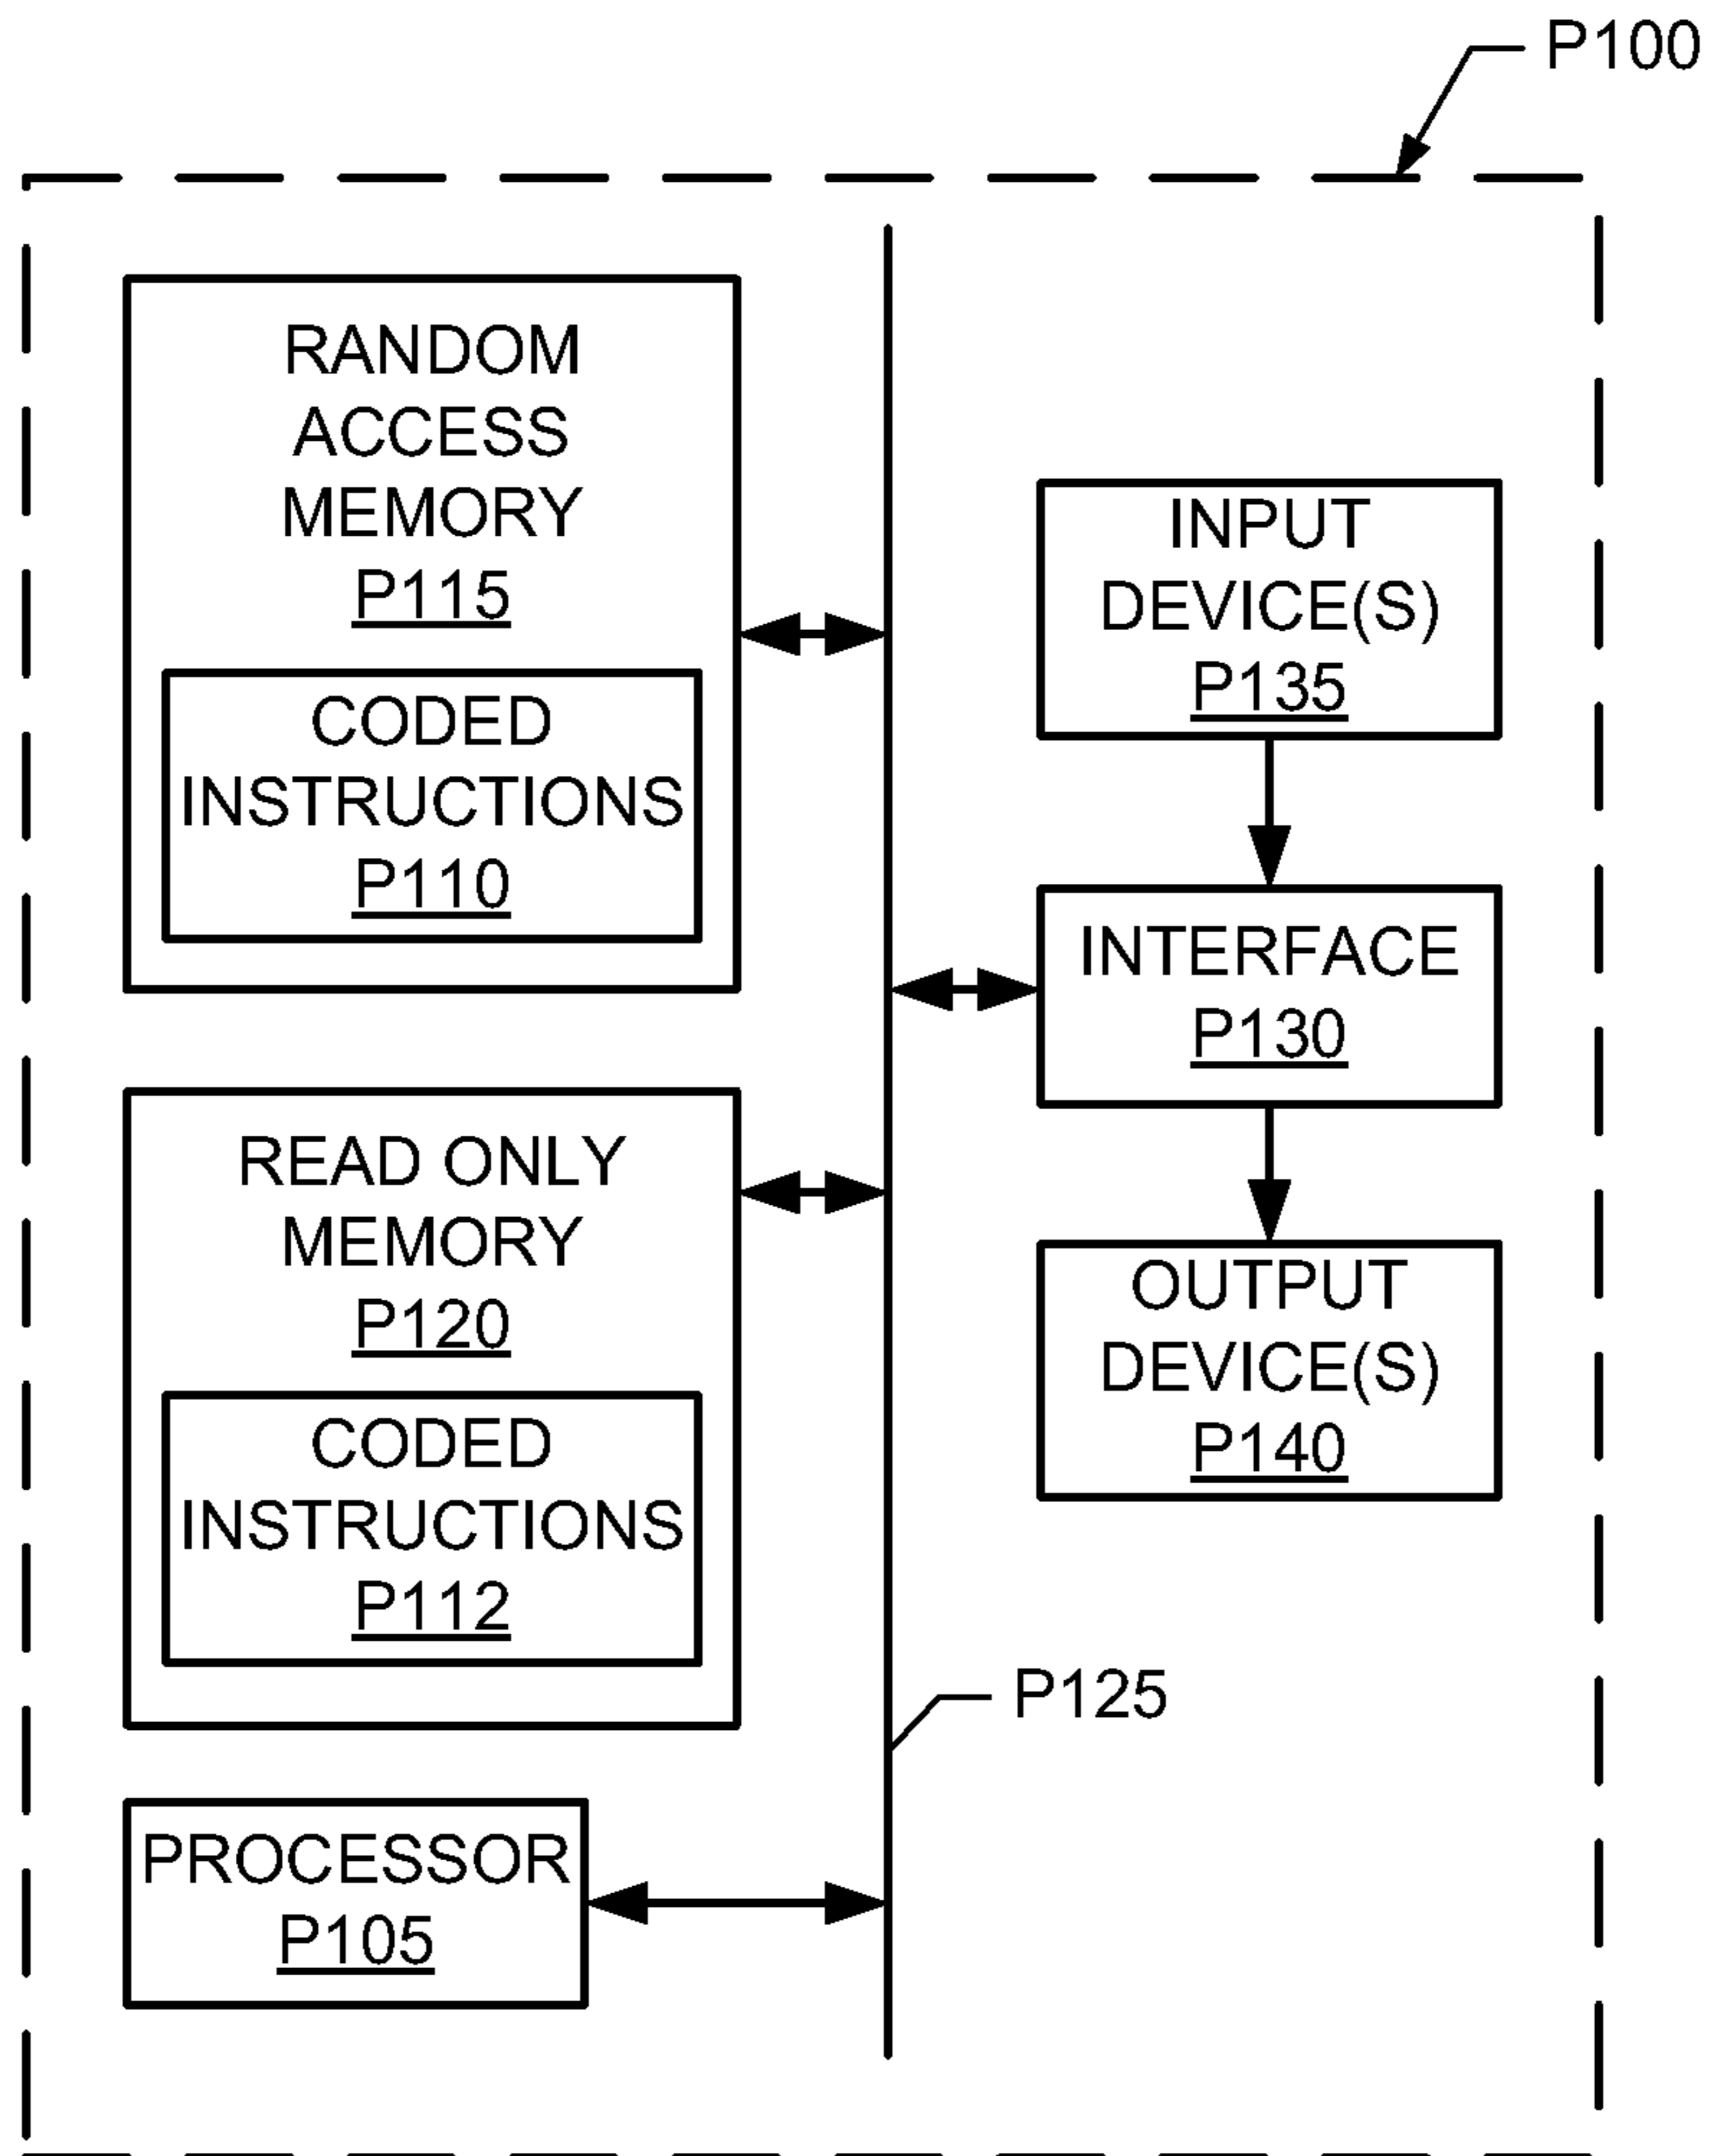 P100
RANDOM
ACCESS
MEMORY
P115
CODED
INSTRUCTIONS
P110
READ ONLY
MEMORY
P120
CODED
INSTRUCTIONS
P112
PROCESSOR
P105
INPUT
DEVICE(S)
P135
INTERFACE
P130
OUTPUT
DEVICE(S)
P140
P125